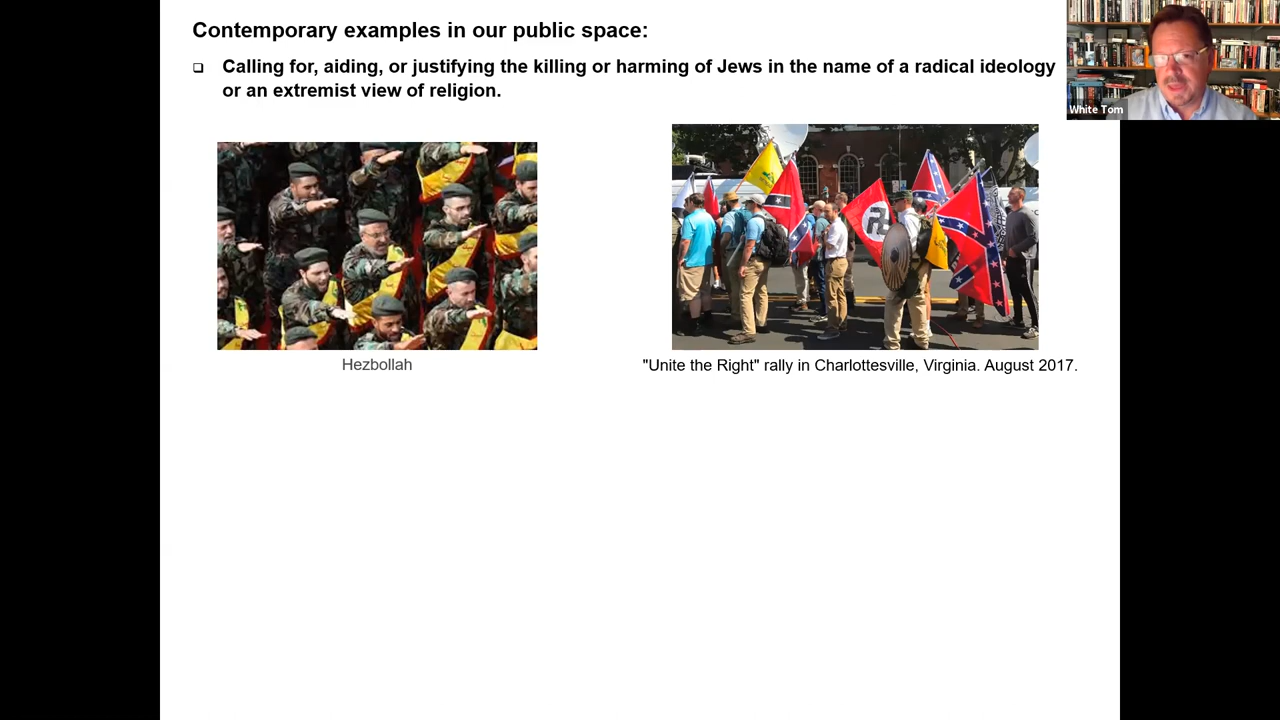 Contemporary examples in our public space:
❑ Calling for, aiding, or justifying the killing or harming of Jews in the name of a radical ideology
or an extremist view of religion.
White Tom
Hezbollah
"Unite the Right" rally in Charlottesville, Virginia. August 2017.